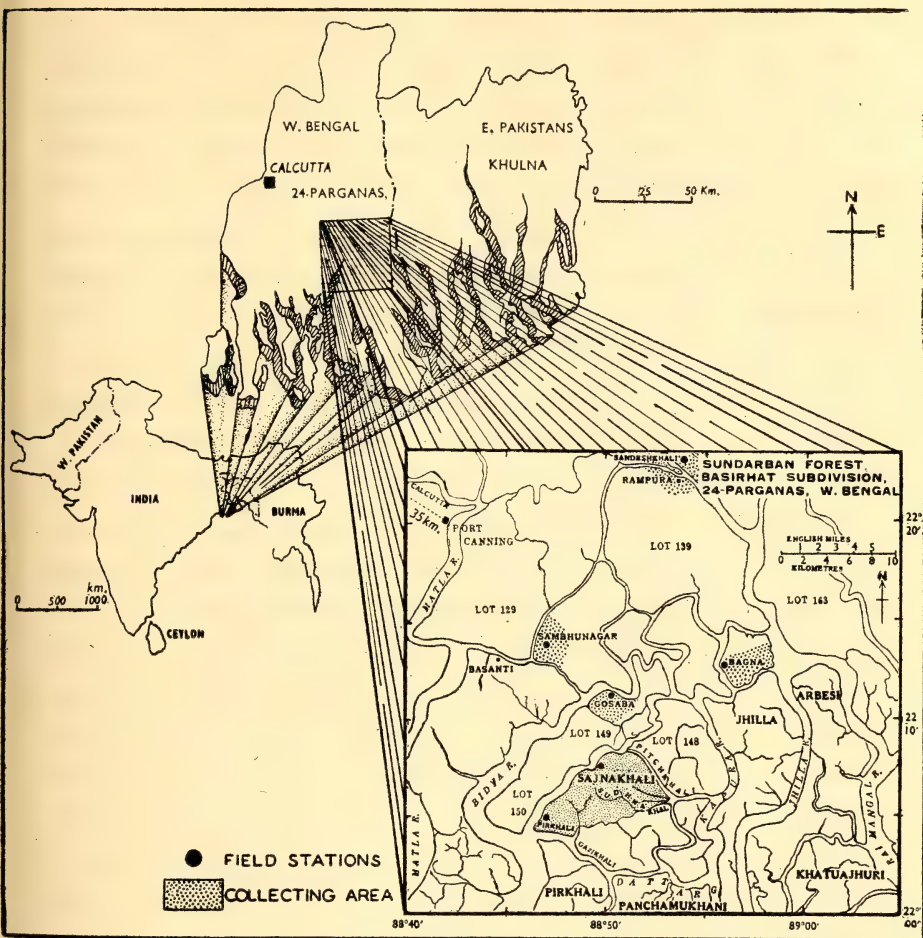 W. BENGAL
E. PAKISTANS
KHULNA
CALCUTTA
24-PARGANAS,
0 25 50 Km.
N
E
W. PAKISTAN
INDIA
BURMA
km.
0 500 1000
CEYLON
SANDESHKHALI
RAMPURA
SUNDARBAN FOREST,
BASIRHAT SUBDIVISION,
24-PARGANAS, W. BENGAL
CALCUTTA
35 km.
PORT
CANNING
MATLA R.
LOT 139
ENGLISH MILES
1 2 3 4 5 6
0 2 4 6 8 10
KILOMETRES
N
LOT 163
22°
20'
LOT 129
SAMBHUNAGAR
BASANTI
BAGNA
GOSABA
ARBESI
JHILLA
22°
10'
LOT 149
LOT 148
PITCHKHALI
BIDYA R.
SAJNAKHALI
SUDHNAKHALI
LOT
150
PIRKHALI
JHILLA R.
MATLA R.
GAJIKHALI
PIRKHALI
PANCHAMUKHANI
KHATUAJHURI
FIELD STATIONS
COLLECTING AREA
22°
00'
88°40'
88°50'
89°00'